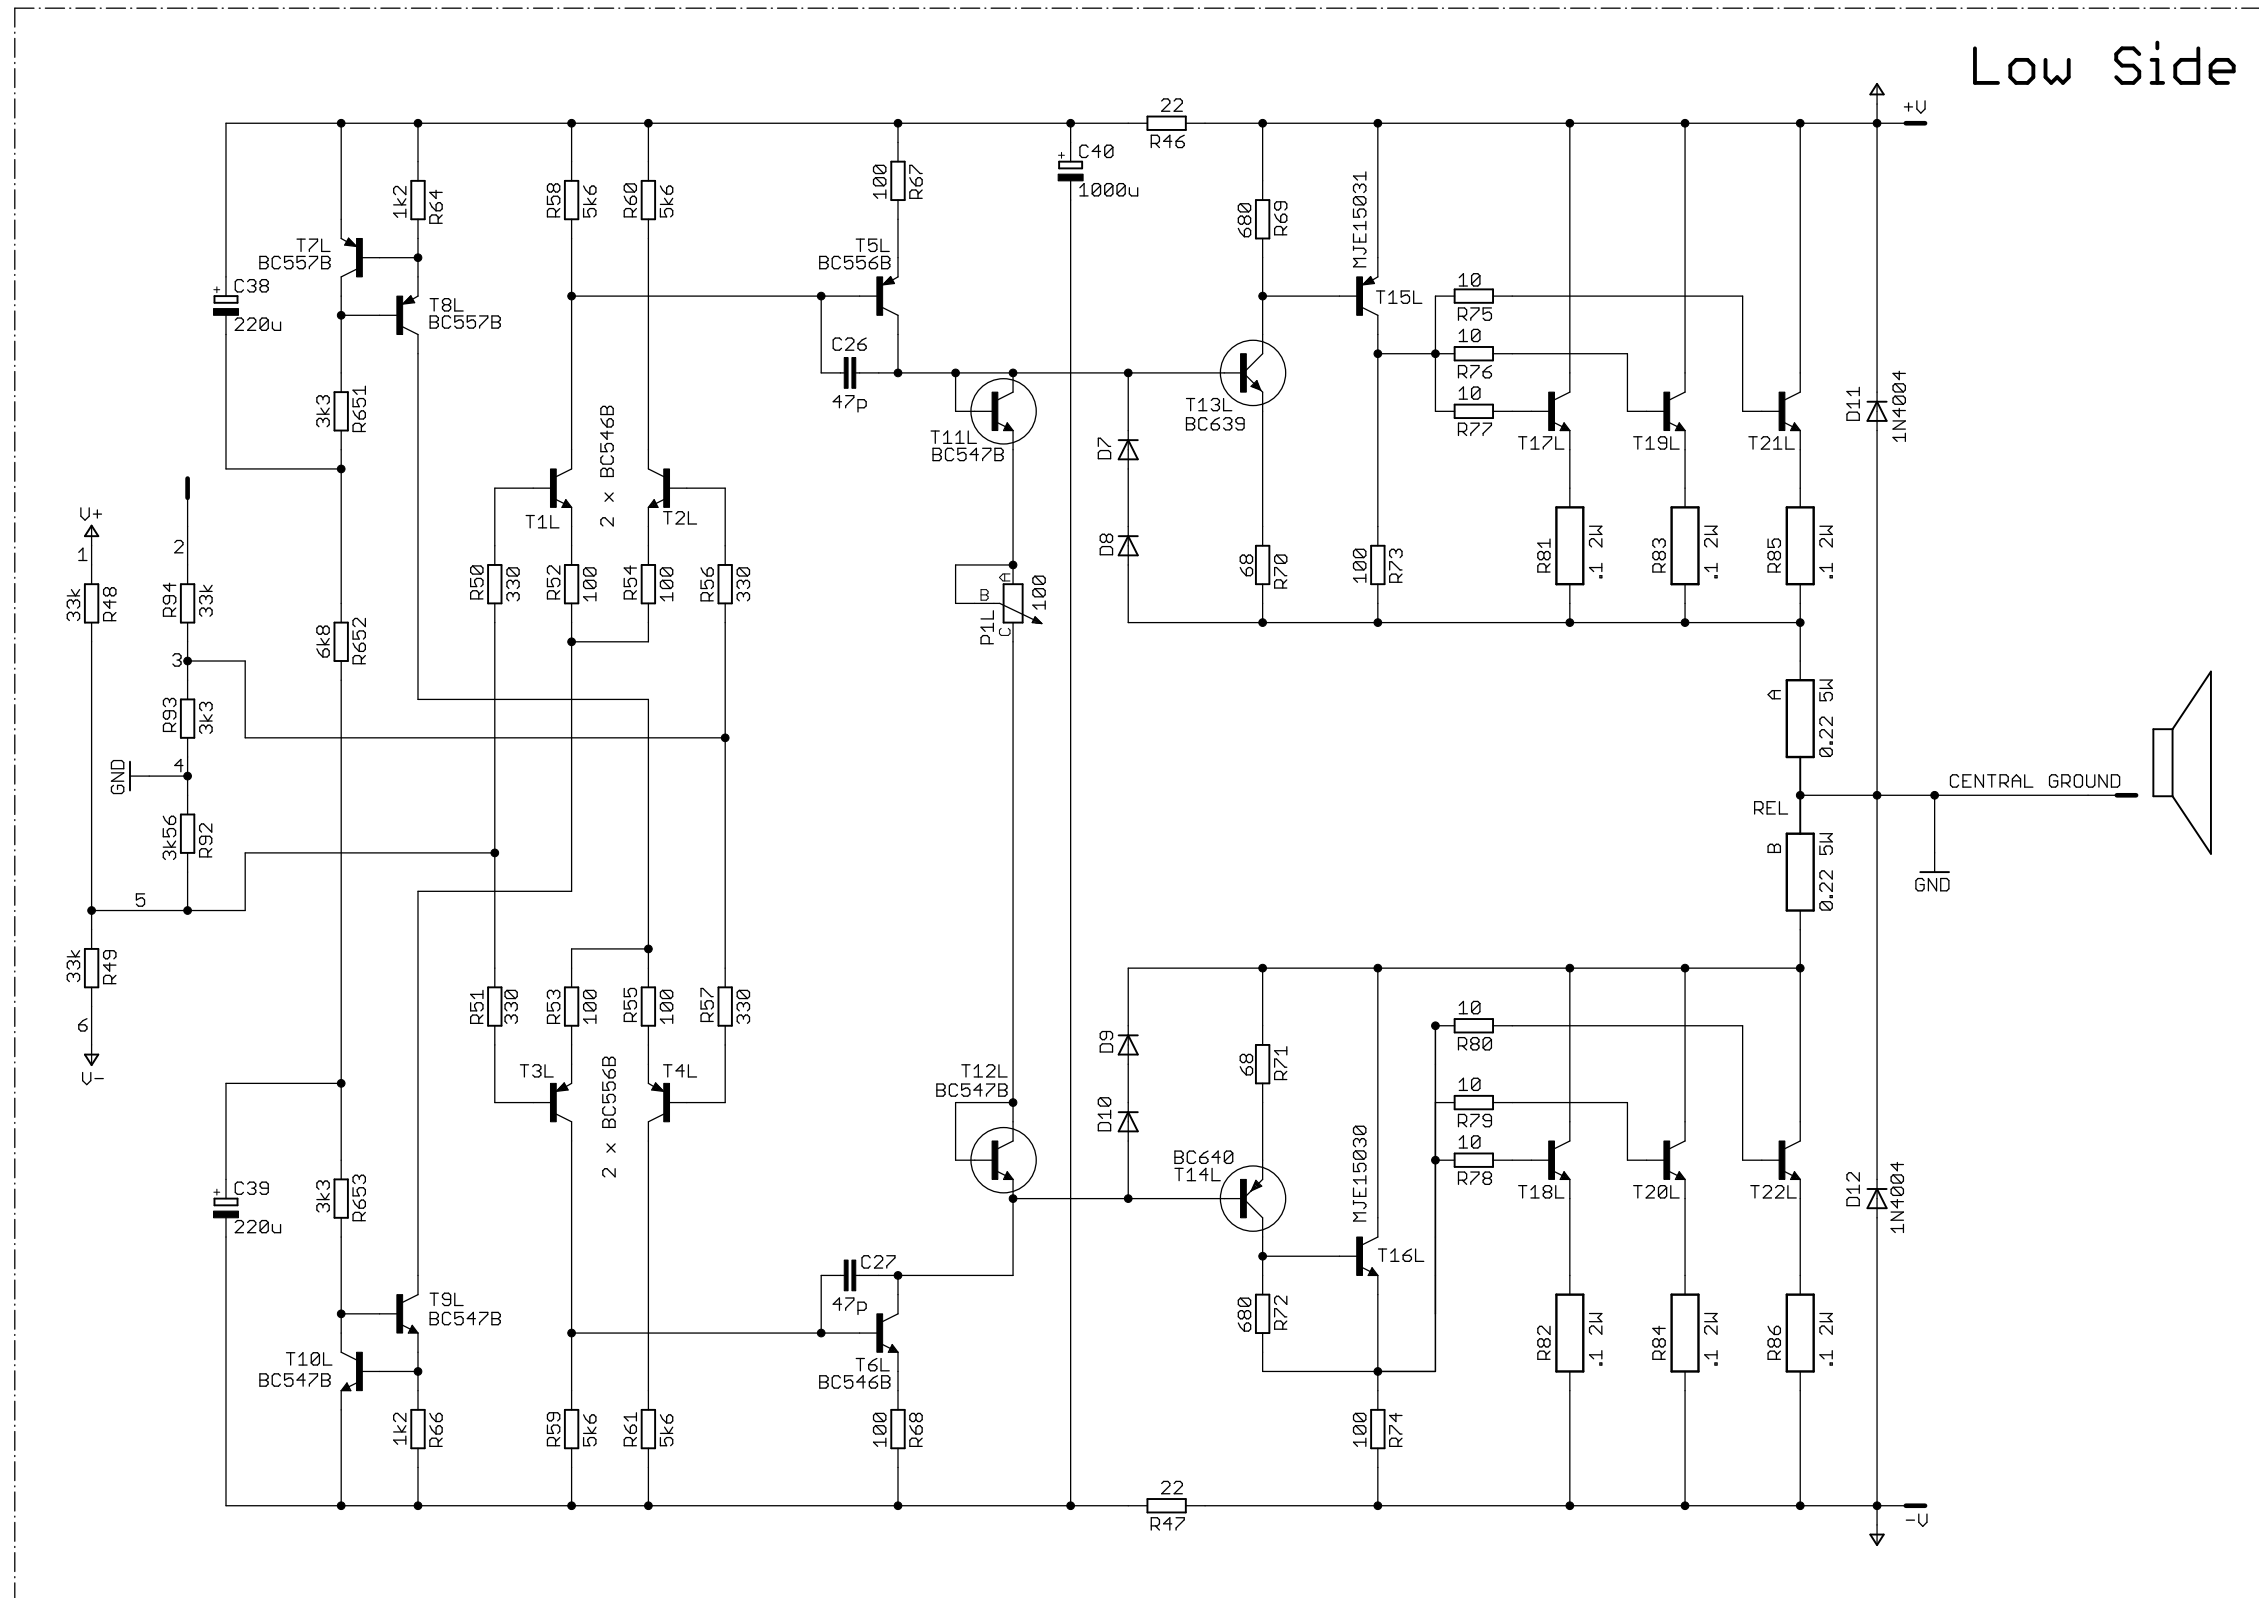 Low Side
+V
22
R46
C40
1000u
1k2
R64
R58
5k6
R60
5k6
100
R67
680
R69
MJE15031
T7L
BC557B
T5L
BC556B
C38
220u
T8L
BC557B
T15L
10
R75
10
R76
10
R77
C26
47p
3k3
R651
2 x BC546B
T11L
BC547B
T13L
BC639
D7
T17L
T19L
T21L
D11
1N4004
V+
1
2
T1L
T2L
D8
33k
R48
R94
33k
R50
330
R52
100
R54
100
R56
330
A
B
C
P1L
100
68
R70
100
R73
R81
.1 2W
R83
.1 2W
R85
.1 2W
6k8
R652
3
R93
3k3
A
0.22 5W
GND
4
CENTRAL GROUND
REL
3k56
R92
B
0.22 5W
GND
5
33k
R49
6
V-
R51
330
R53
100
R55
100
R57
330
10
R80
D9
68
R71
T3L
T4L
2 x BC556B
T12L
BC547B
D10
10
R79
10
R78
BC640
T14L
MJE15030
T18L
T20L
T22L
D12
1N4004
C39
220u
3k3
R653
C27
47p
T16L
680
R72
T9L
BC547B
T10L
BC547B
T6L
BC546B
R82
.1 2W
R84
.1 2W
R86
.1 2W
1k2
R66
R59
5k6
R61
5k6
100
R68
100
R74
22
R47
-V